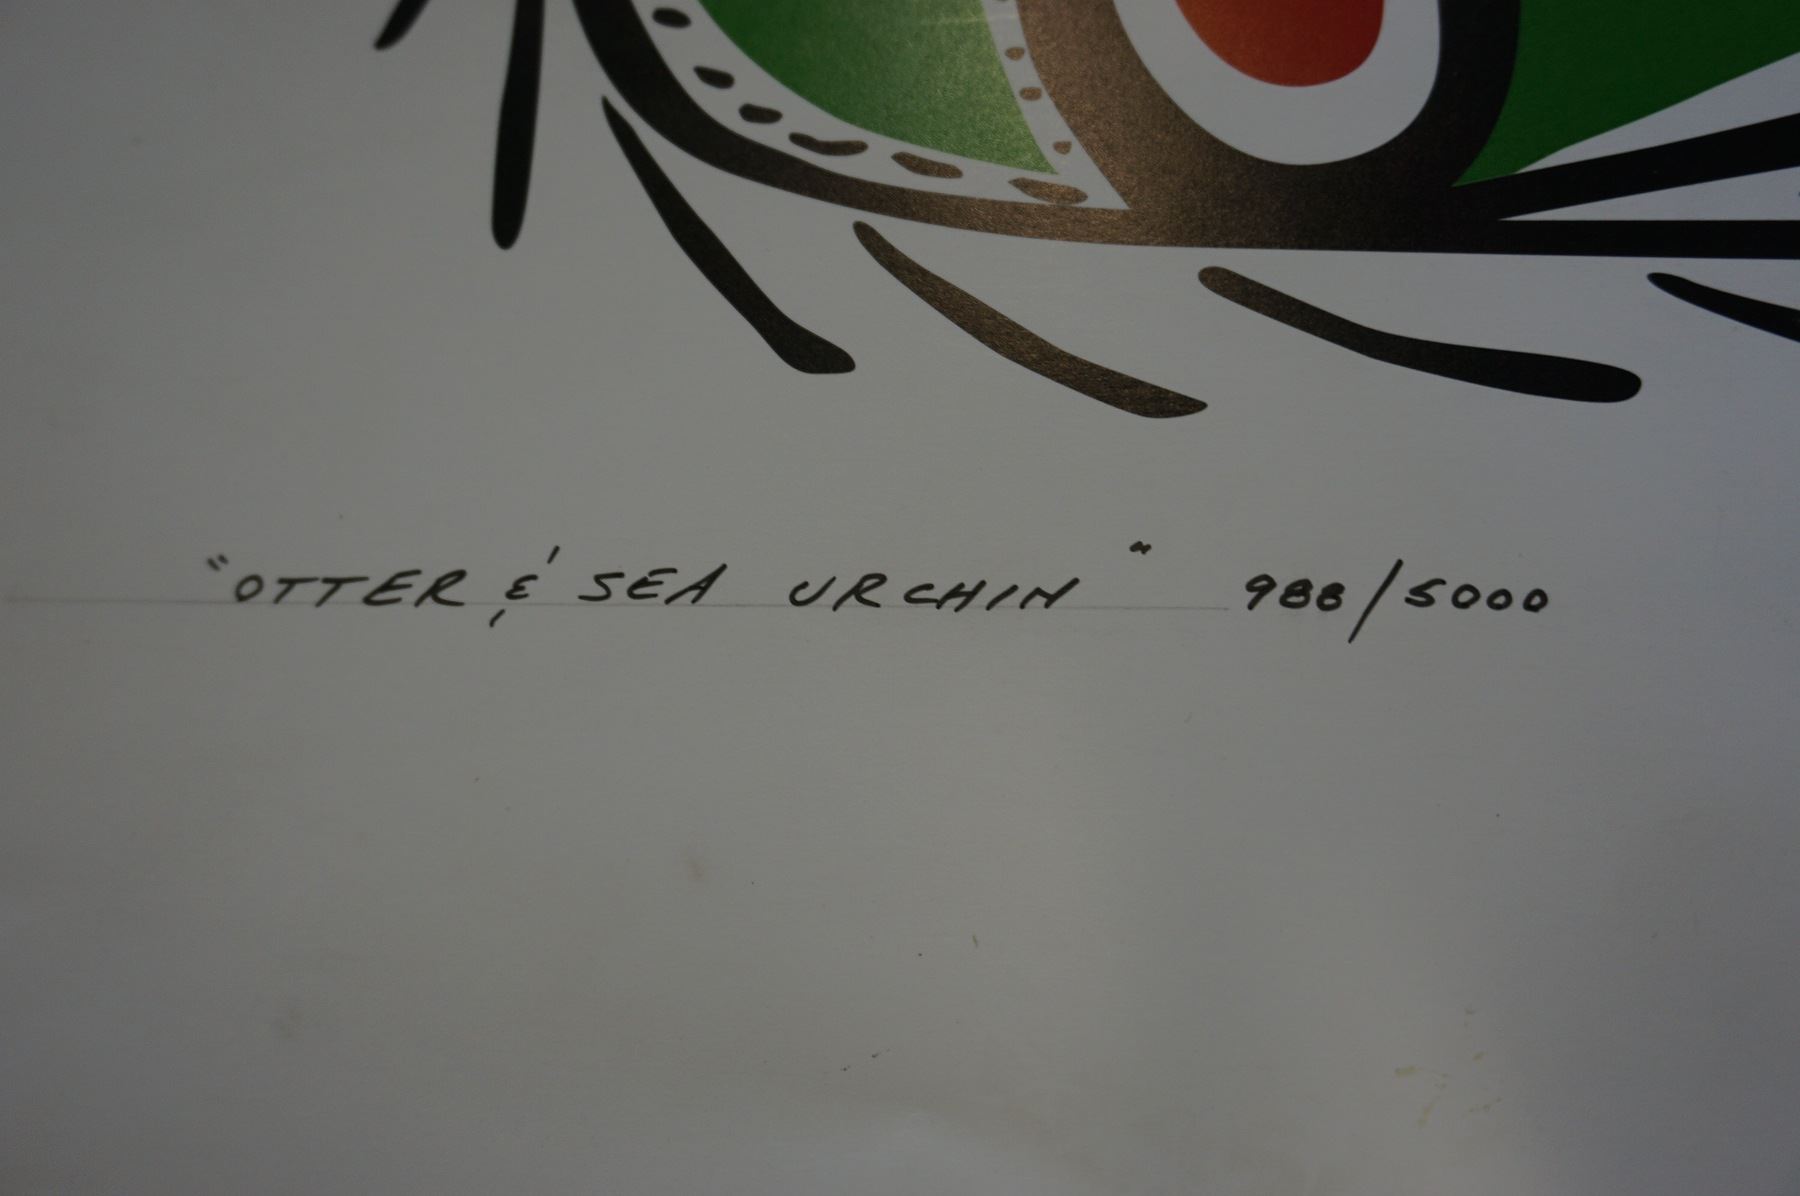 "OTTER & SEA URCHIN" 988/5000